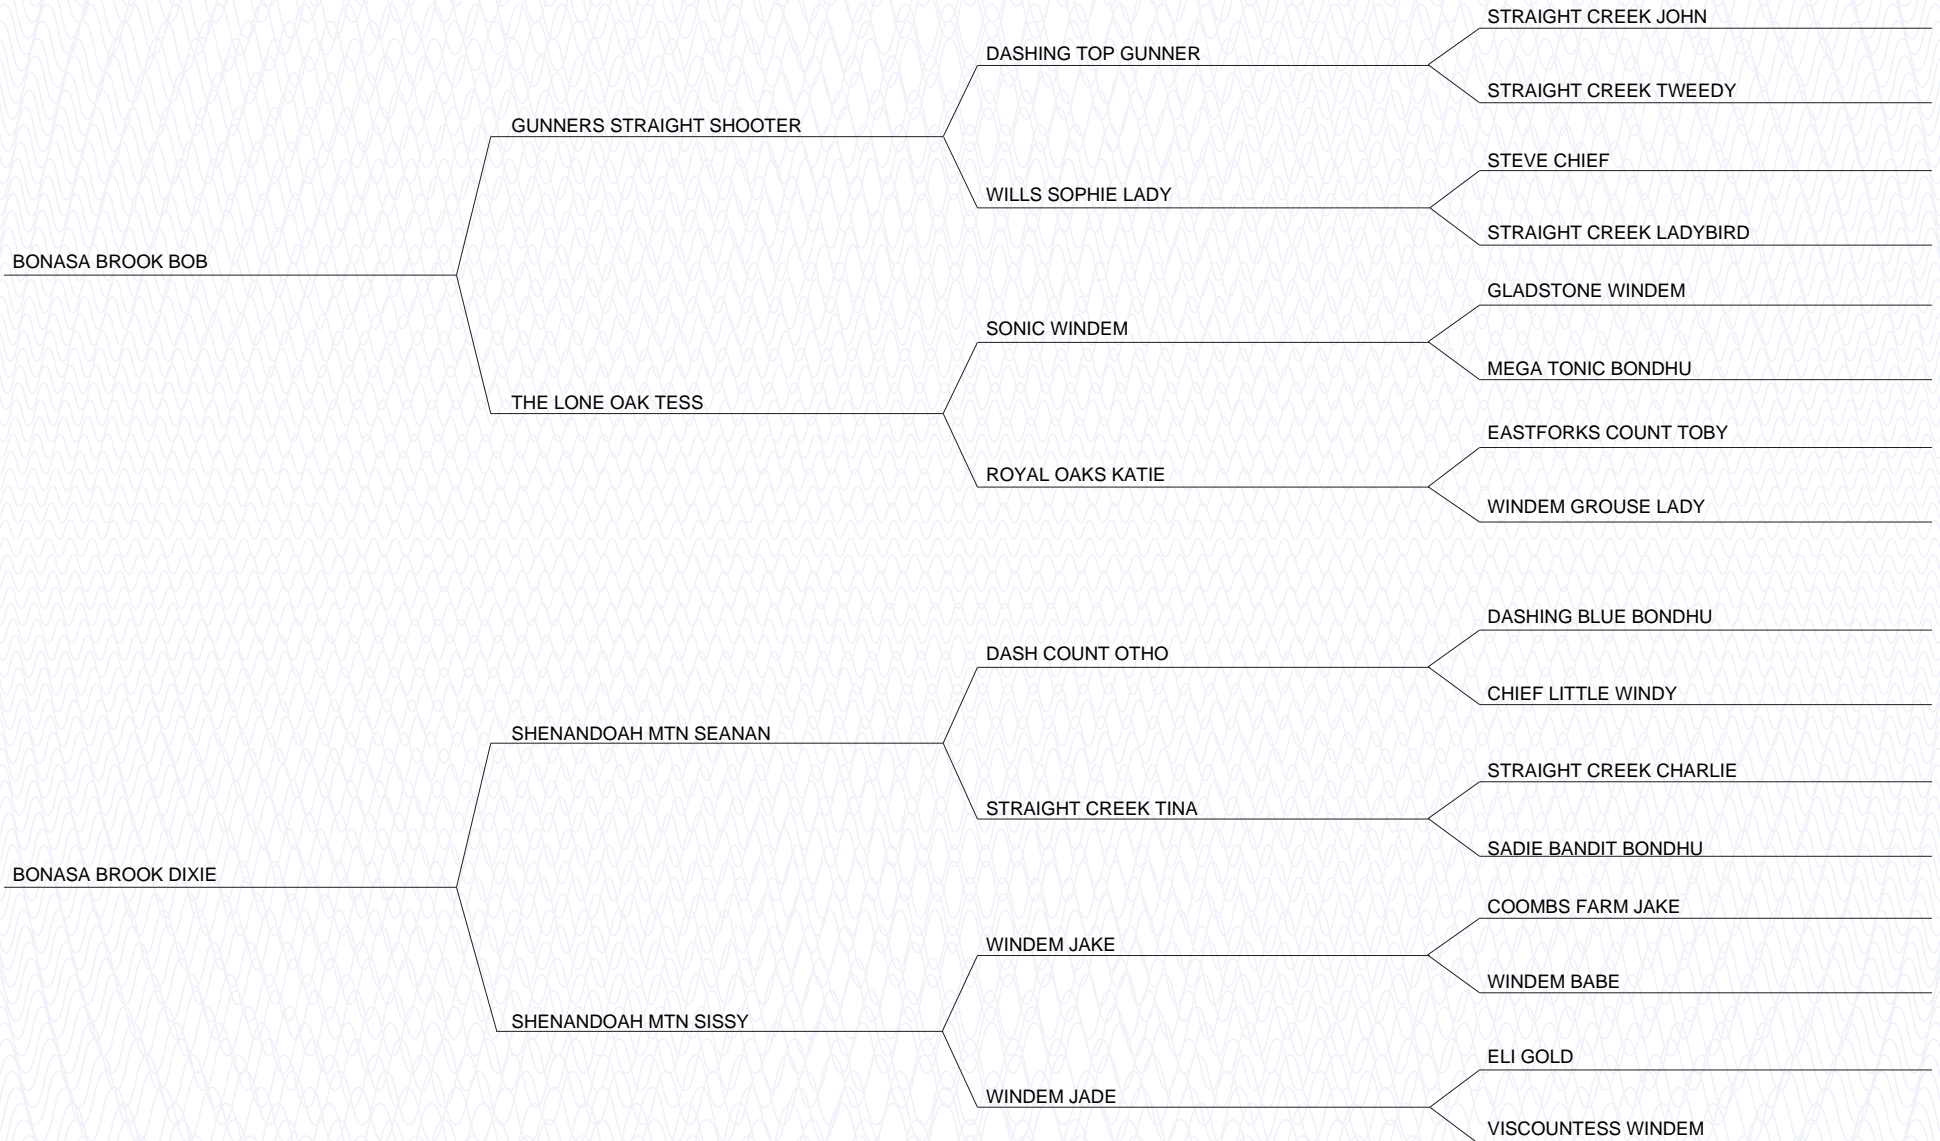 STRAIGHT CREEK JOHN
DASHING TOP GUNNER
STRAIGHT CREEK TWEEDY
GUNNERS STRAIGHT SHOOTER
STEVE CHIEF
WILLS SOPHIE LADY
STRAIGHT CREEK LADYBIRD
BONASA BROOK BOB
GLADSTONE WINDEM
SONIC WINDEM
MEGA TONIC BONDHU
THE LONE OAK TESS
EASTFORKS COUNT TOBY
ROYAL OAKS KATIE
WINDEM GROUSE LADY
DASHING BLUE BONDHU
DASH COUNT OTHO
CHIEF LITTLE WINDY
SHENANDOAH MTN SEANAN
STRAIGHT CREEK CHARLIE
STRAIGHT CREEK TINA
SADIE BANDIT BONDHU
BONASA BROOK DIXIE
COOMBS FARM JAKE
WINDEM JAKE
WINDEM BABE
SHENANDOAH MTN SISSY
ELI GOLD
WINDEM JADE
VISCOUNTESS WINDEM